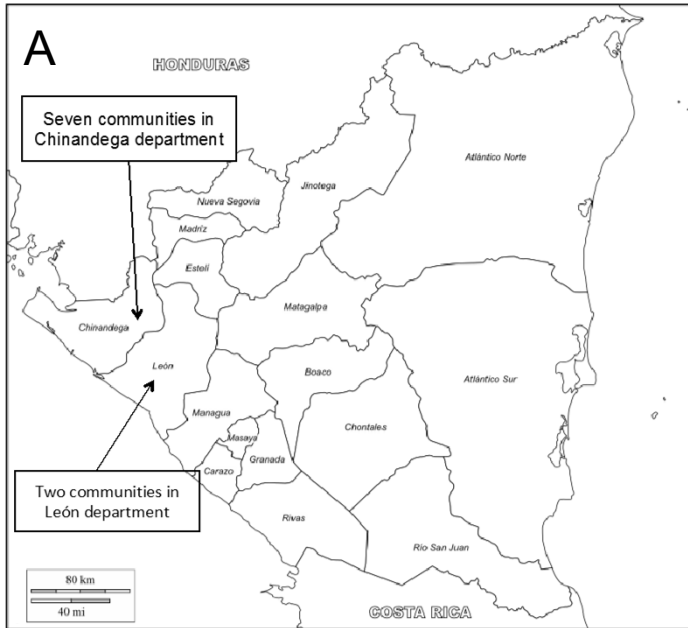 A
HONDURAS
Seven communities in
Chinandega department
Atlántico Norte
Jinotega
Nueva Segovia
Madríz
Estelí
Matagalpa
Chinandega
León
Boaco
Atlántico Sur
Managua
Chontales
Masaya
Granada
Carazo
Two communities in
León department
Rivas
Río San Juan
80 km
40 mi
COSTA RICA